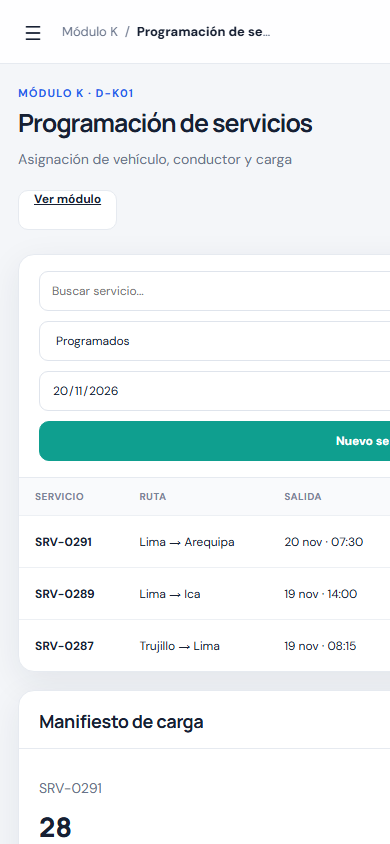 ☰ Módulo K / Programación de se...
MÓDULO K · D-K01
Programación de servicios
Asignación de vehículo, conductor y carga
Ver módulo
Buscar servicio...
Programados
20/11/2026
Nuevo se
SERVICIO RUTA SALIDA
SRV-0291 Lima → Arequipa 20 nov · 07:30
SRV-0289 Lima → Ica 19 nov · 14:00
SRV-0287 Trujillo → Lima 19 nov · 08:15
Manifiesto de carga
SRV-0291
28